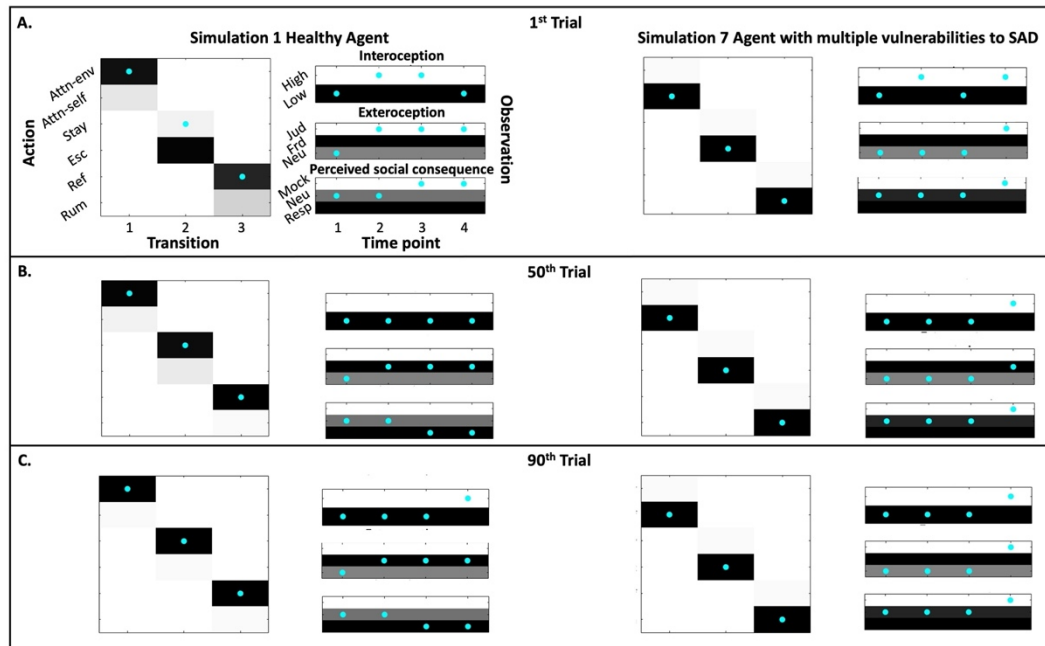 A.
1st Trial
Simulation 1 Healthy Agent
Simulation 7 Agent with multiple vulnerabilities to SAD
Action
Attn-env
Attn-self
Stay
Esc
Ref
Rum
1 2 3
Transition
Interoception
High
Low
Exteroception
Jud
Frd
Neu
Perceived social consequence
Mock
Neu
Resp
1 2 3 4
Time point
Observation
B.
50th Trial
C.
90th Trial